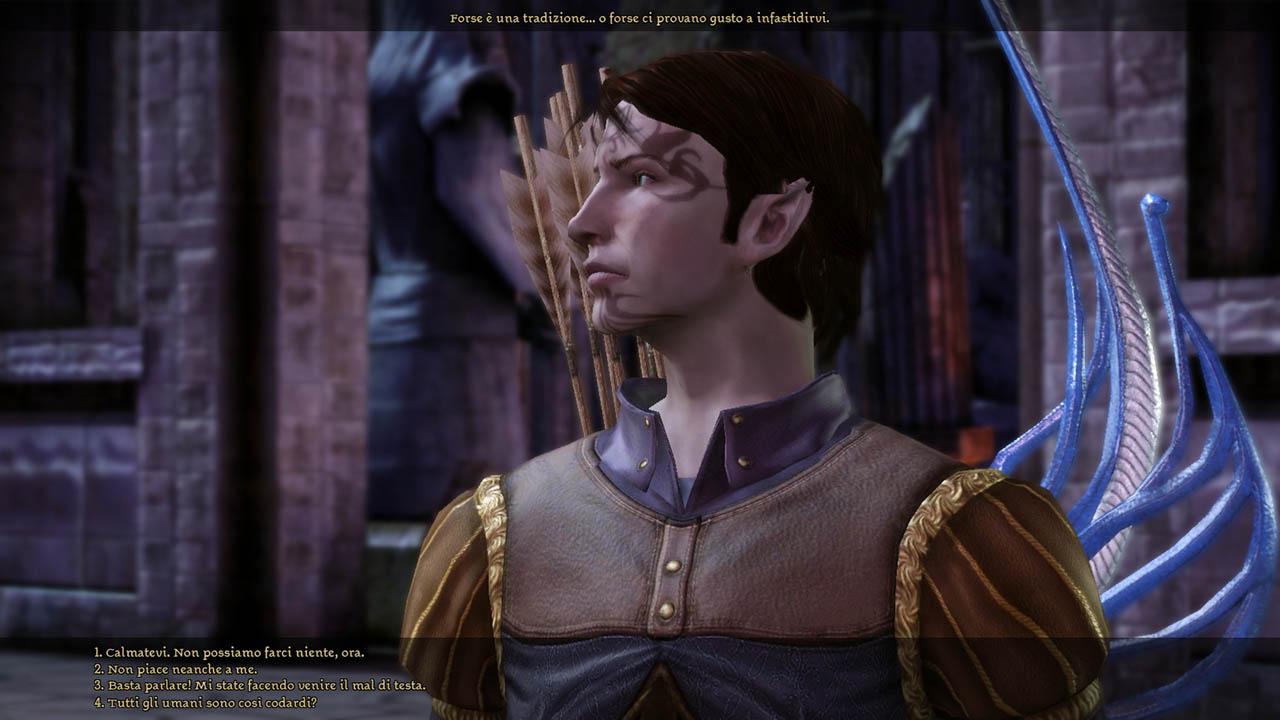 Forse è una tradizione... o forse ci provano gusto a infastidirvi.
1. Calmatevi. Non possiamo farci niente, ora.
2. Non piace neanche a me.
3. Basta parlare! Mi state facendo venire il mal di testa.
4. Tutti gli umani sono così codardi?